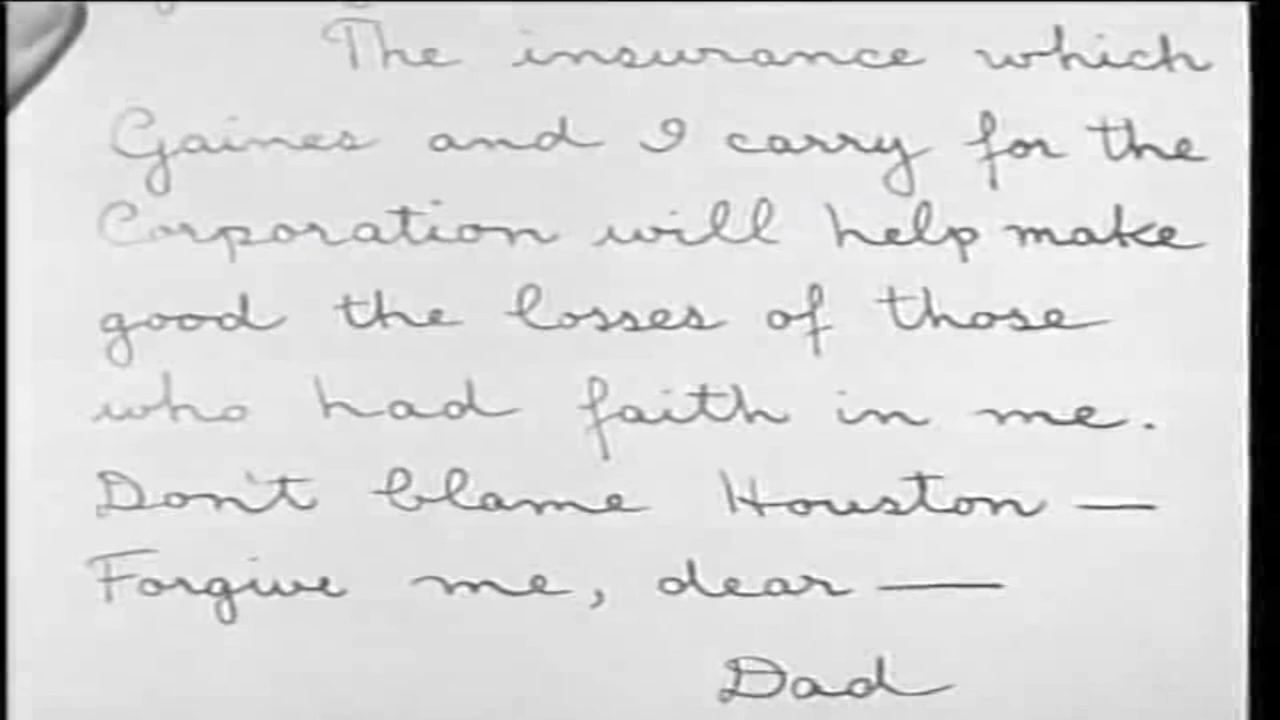 The insurance which
Gaines and I carry for the
Corporation will help make
good the losses of those
who had faith in me.
Don't blame Houston —
Forgive me, dear —
Dad